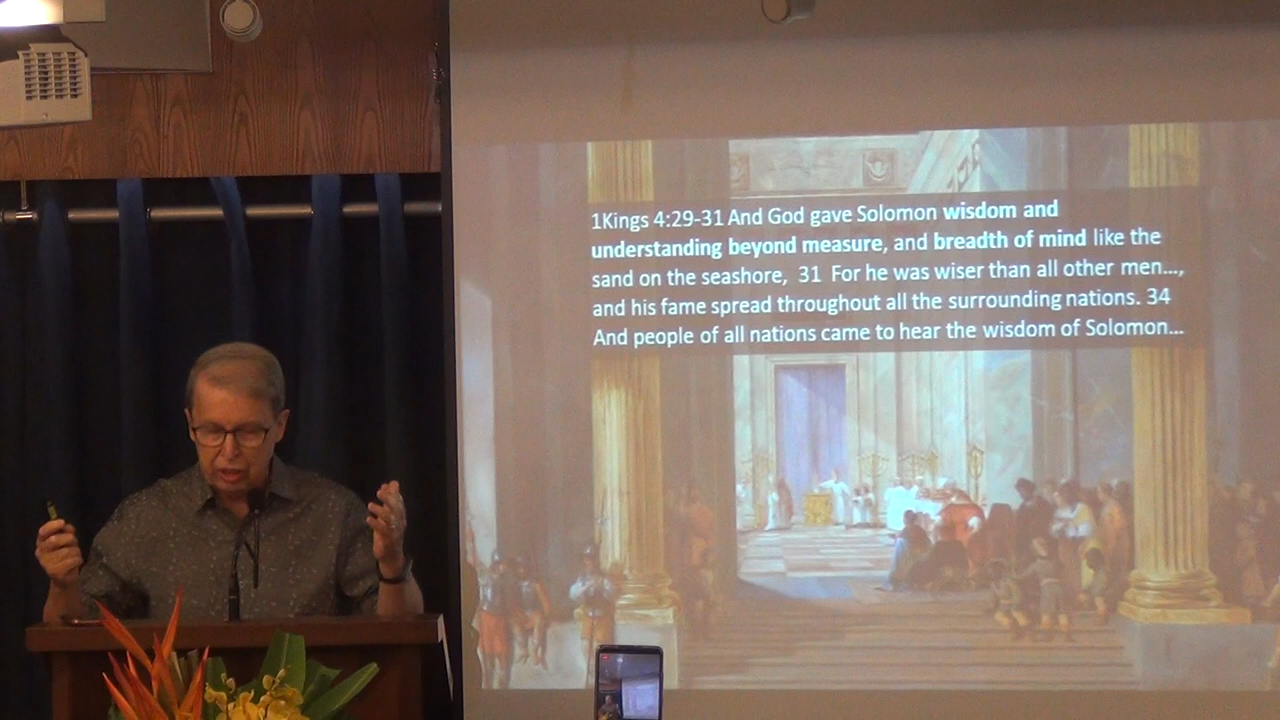 1Kings 4:29-31 And God gave Solomon wisdom and
understanding beyond measure, and breadth of mind like the
sand on the seashore, 31 For he was wiser than all other men...,
and his fame spread throughout all the surrounding nations. 34
And people of all nations came to hear the wisdom of Solomon...